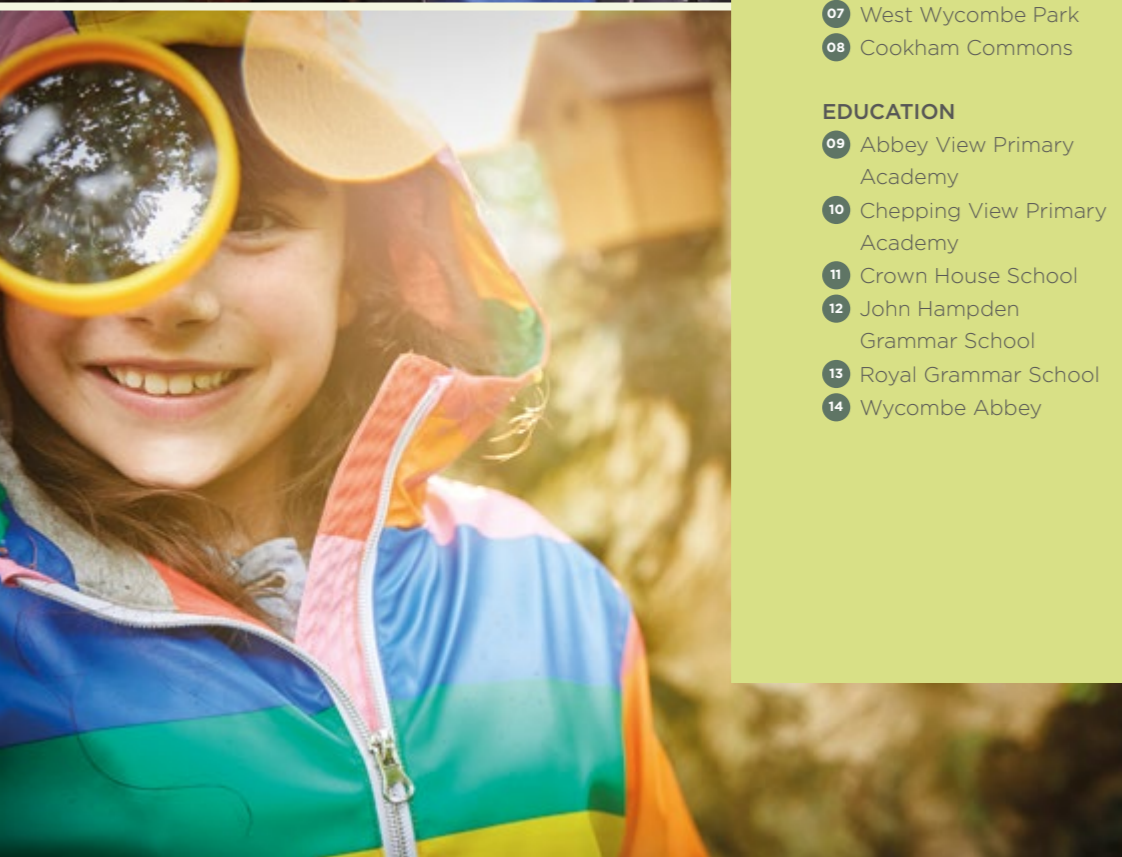 07 West Wycombe Park
08 Cookham Commons
EDUCATION
09 Abbey View Primary
Academy
10 Chepping View Primary
Academy
11 Crown House School
12 John Hampden
Grammar School
13 Royal Grammar School
14 Wycombe Abbey